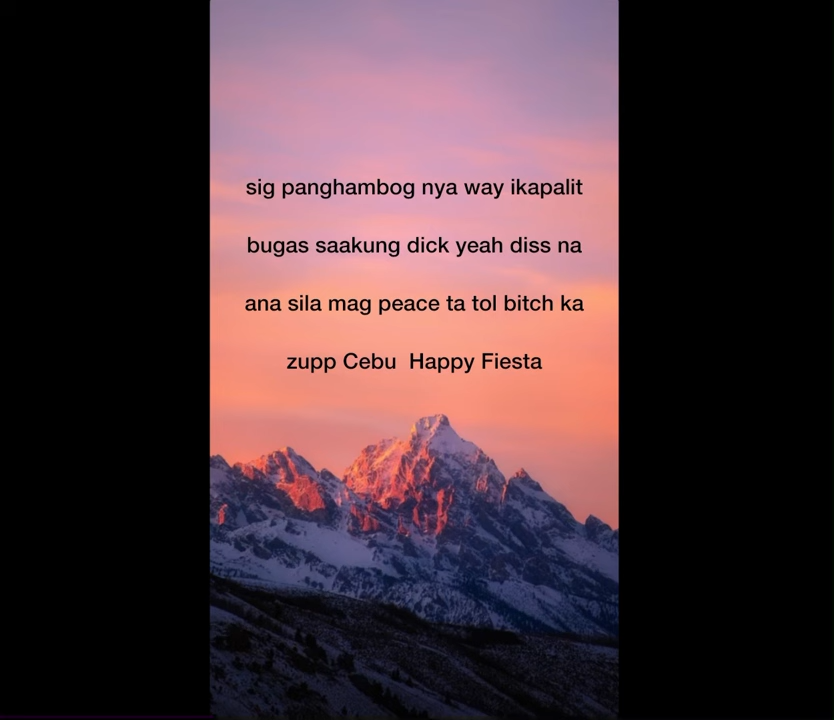 sig panghambog nya way ikapalit
bugas saakung dick yeah diss na
ana sila mag peace ta tol bitch ka
zupp Cebu  Happy Fiesta